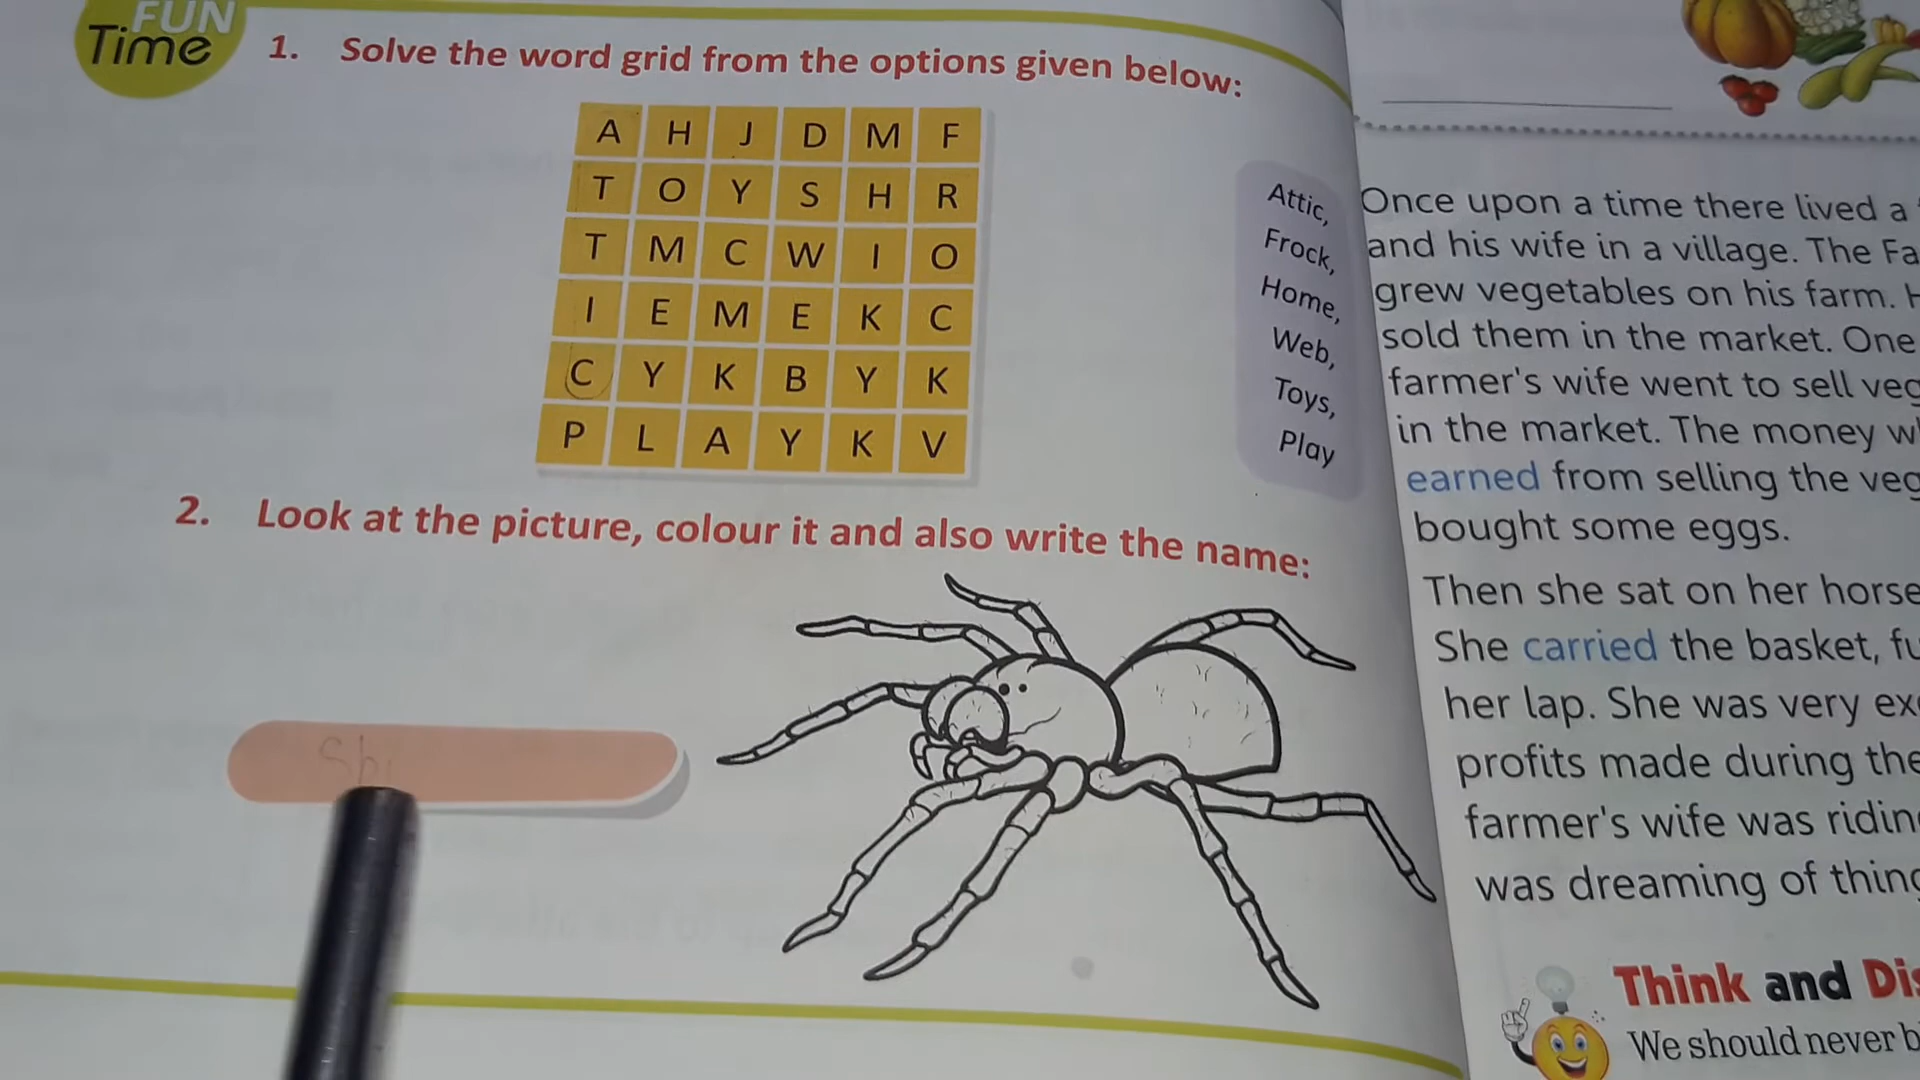 FUN
Time
1. Solve the word grid from the options given below:
A H J D M F
T O Y S H R
T M C W I O
I E M E K C
C Y K B Y K
P L A Y K V
Attic,
Frock,
Home,
Web,
Toys,
Play
2. Look at the picture, colour it and also write the name:
Once upon a time there lived a
and his wife in a village. The Fa
grew vegetables on his farm. H
sold them in the market. One
farmer's wife went to sell veg
in the market. The money w
earned from selling the veg
bought some eggs.
Then she sat on her horse
She carried the basket, fu
her lap. She was very ex
profits made during the
farmer's wife was ridin
was dreaming of thing
Think and Dis
We should never b